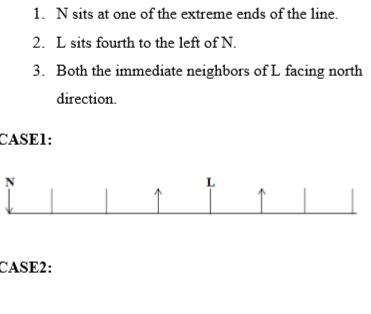 1. N sits at one of the extreme ends of the line.
2. L sits fourth to the left of N.
3. Both the immediate neighbors of L facing north
direction.
CASE1:
N L
CASE2: